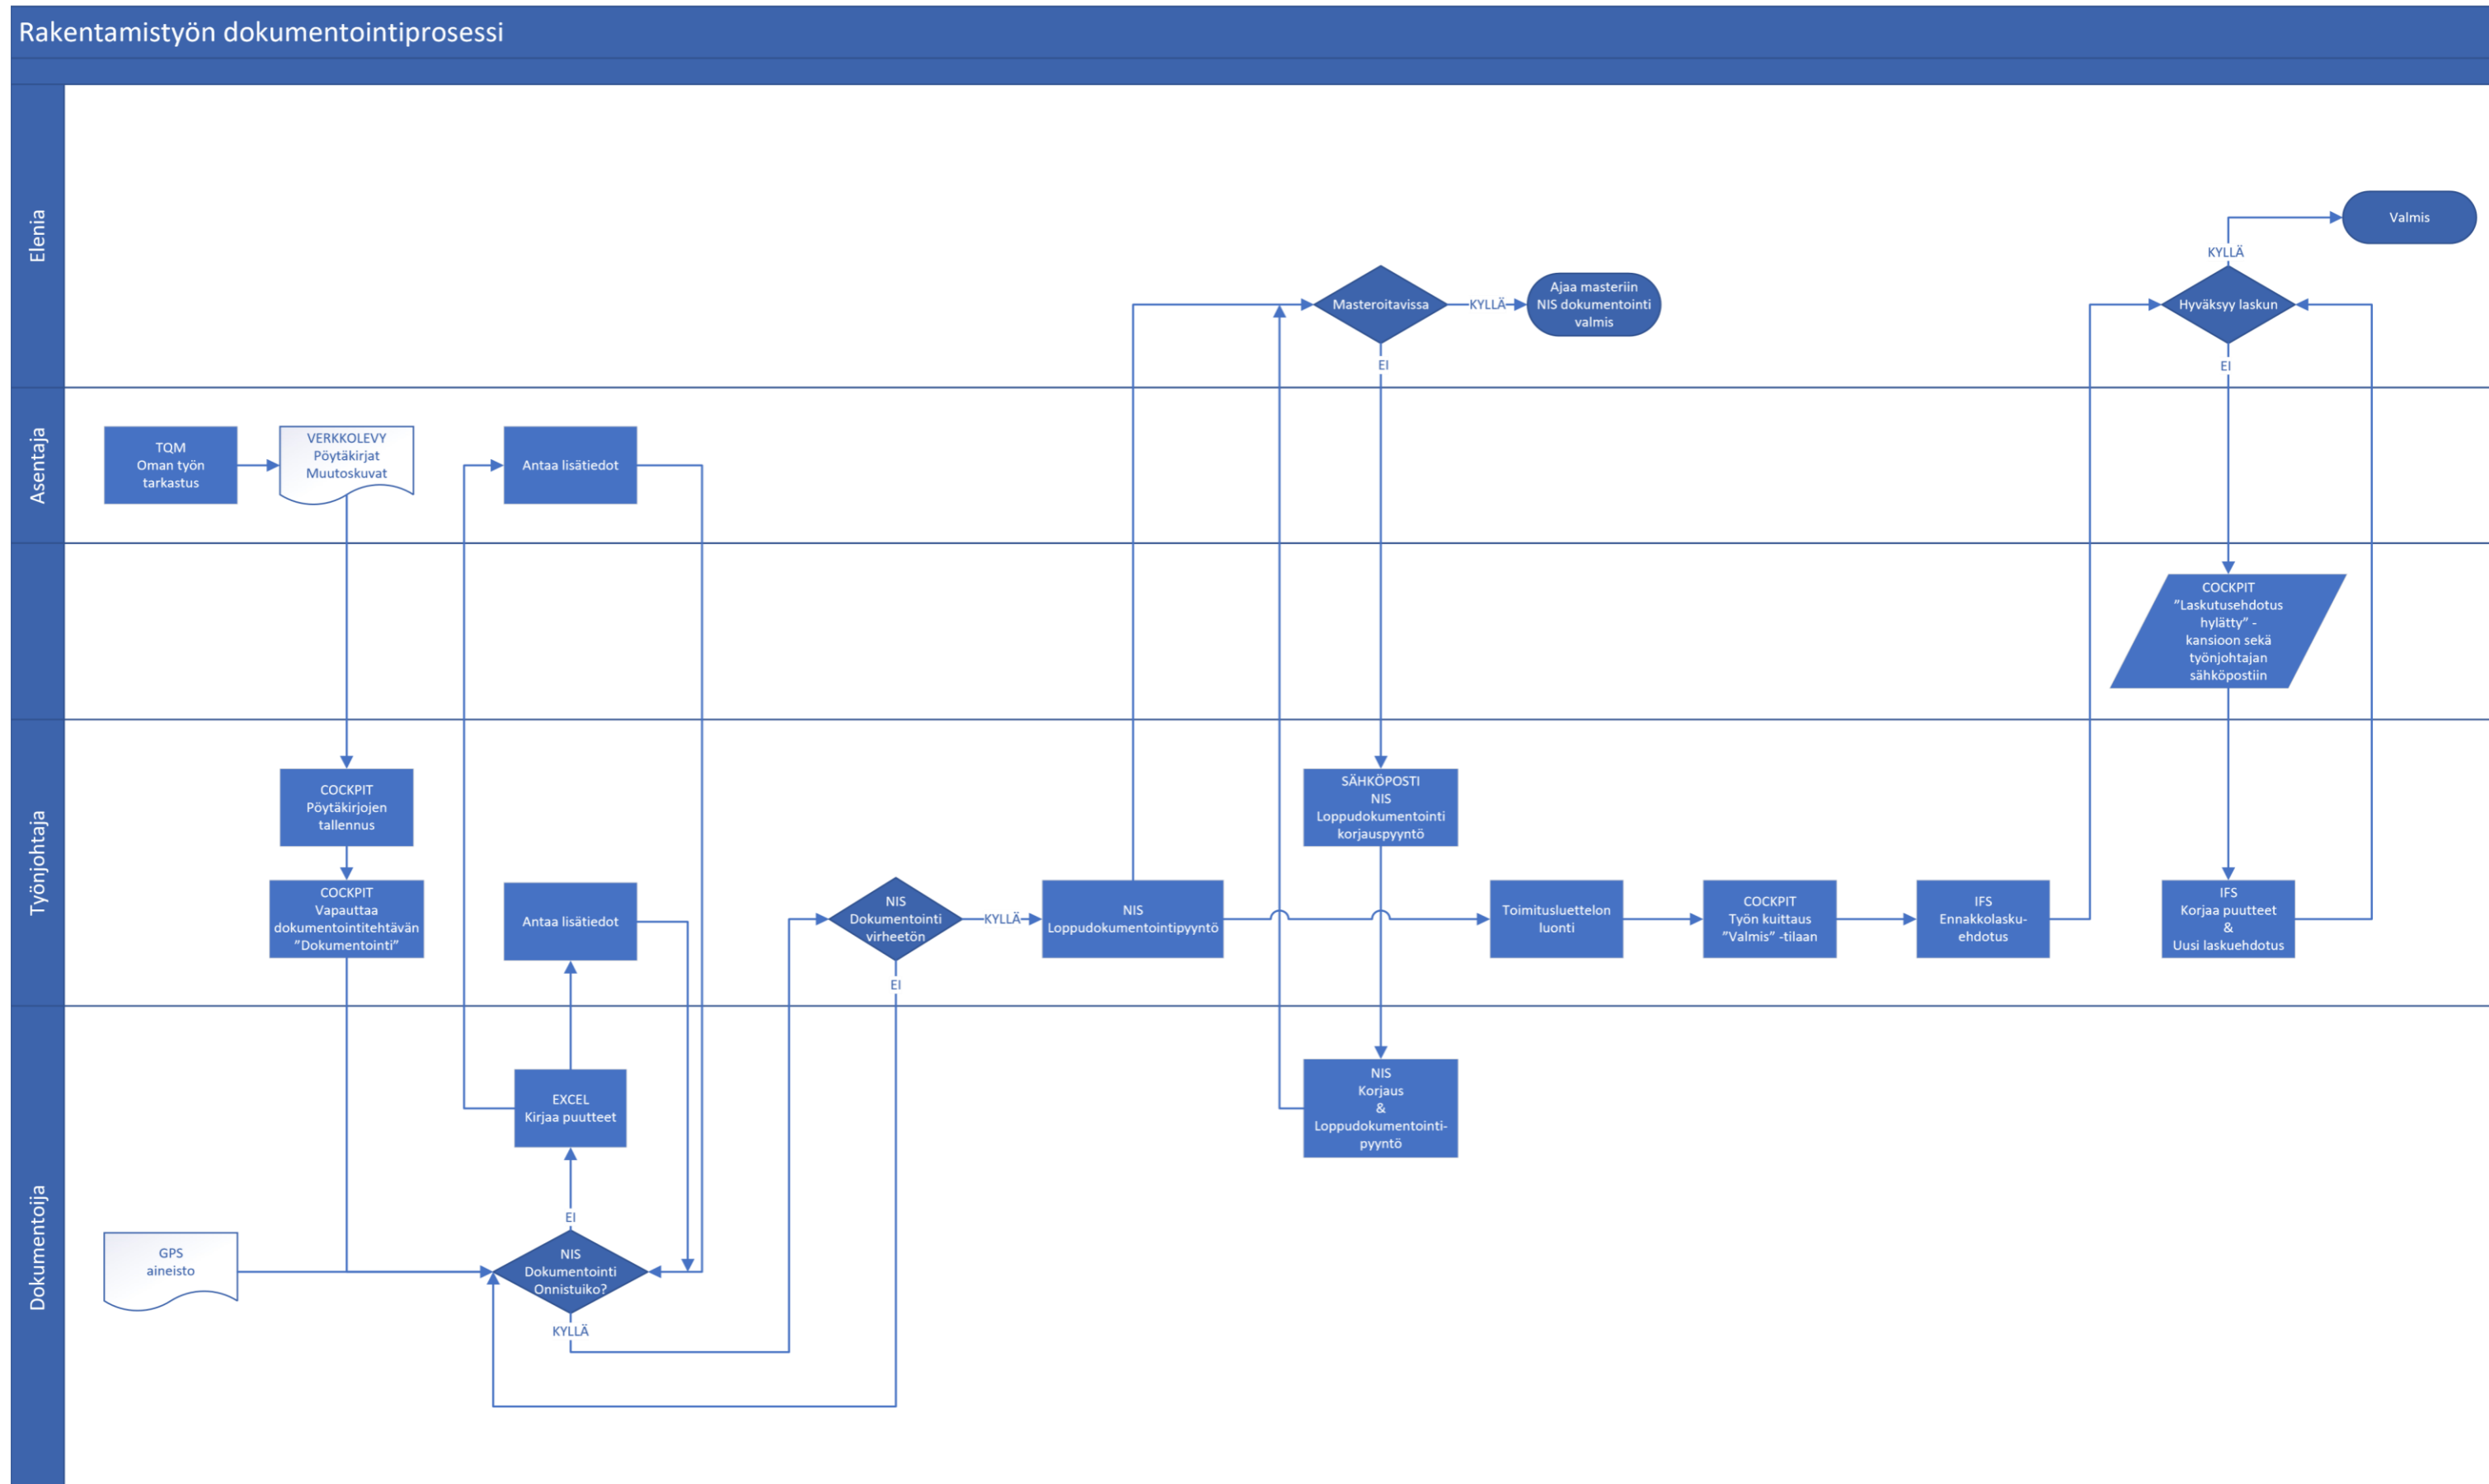 Rakentamistyön dokumentointiprosessi
Elenia
Valmis
KYLLÄ
Masteroitavissa
KYLLÄ
Ajaa masteriin
NIS dokumentointi
valmis
Hyväksyy laskun
EI
EI
Asentaja
TQM
Oman työn
tarkastus
VERKKOLEVY
Pöytäkirjat
Muutoskuvat
Antaa lisätiedot
COCKPIT
"Laskutusehdotus
hylätty" -
kansioon sekä
työnjohtajan
sähköpostiin
Työnjohtaja
COCKPIT
Pöytäkirjojen
tallennus
SÄHKÖPOSTI
NIS
Loppudokumentointi
korjauspyyntö
COCKPIT
Vapauttaa
dokumentointitehtävän
"Dokumentointi"
Antaa lisätiedot
NIS
Dokumentointi
virheetön
KYLLÄ
EI
NIS
Loppudokumentointipyyntö
Toimitusluettelon
luonti
COCKPIT
Työn kuittaus
"Valmis" -tilaan
IFS
Ennakkolasku-
ehdotus
IFS
Korjaa puutteet
&
Uusi laskuehdotus
Dokumentoija
EXCEL
Kirjaa puutteet
NIS
Korjaus
&
Loppudokumentointi-
pyyntö
EI
GPS
aineisto
NIS
Dokumentointi
Onnistuiko?
KYLLÄ